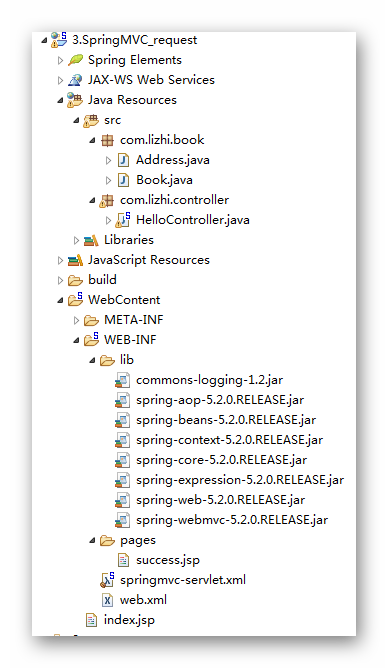 3.SpringMVC_request
Spring Elements
JAX-WS Web Services
Java Resources
src
com.lizhi.book
Address.java
Book.java
com.lizhi.controller
HelloController.java
Libraries
JavaScript Resources
build
WebContent
META-INF
WEB-INF
lib
commons-logging-1.2.jar
spring-aop-5.2.0.RELEASE.jar
spring-beans-5.2.0.RELEASE.jar
spring-context-5.2.0.RELEASE.jar
spring-core-5.2.0.RELEASE.jar
spring-expression-5.2.0.RELEASE.jar
spring-web-5.2.0.RELEASE.jar
spring-webmvc-5.2.0.RELEASE.jar
pages
success.jsp
springmvc-servlet.xml
web.xml
index.jsp